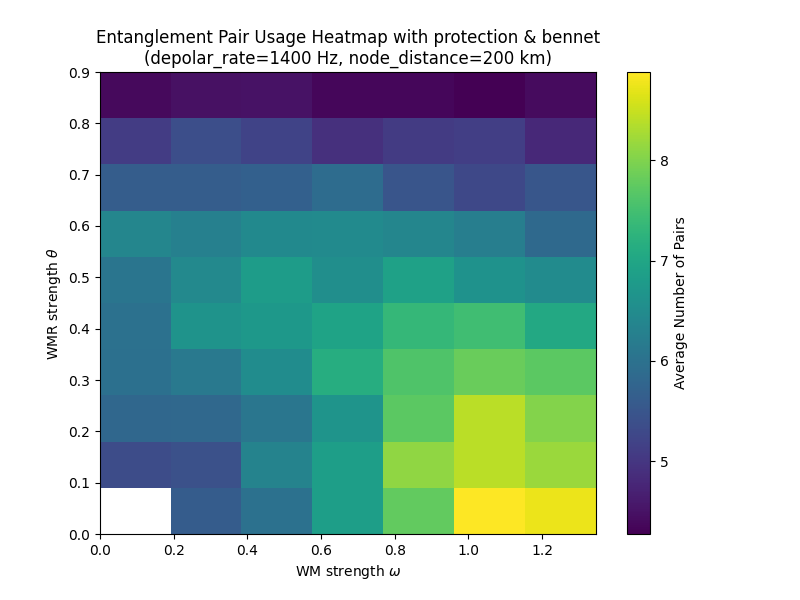 Entanglement Pair Usage Heatmap with protection & bennet
(depolar_rate=1400 Hz, node_distance=200 km)
0.9
0.8
0.7
0.6
0.5
0.4
0.3
0.2
0.1
0.0
WMR strength θ
0.0 0.2 0.4 0.6 0.8 1.0 1.2
WM strength ω
8
7
6
5
Average Number of Pairs